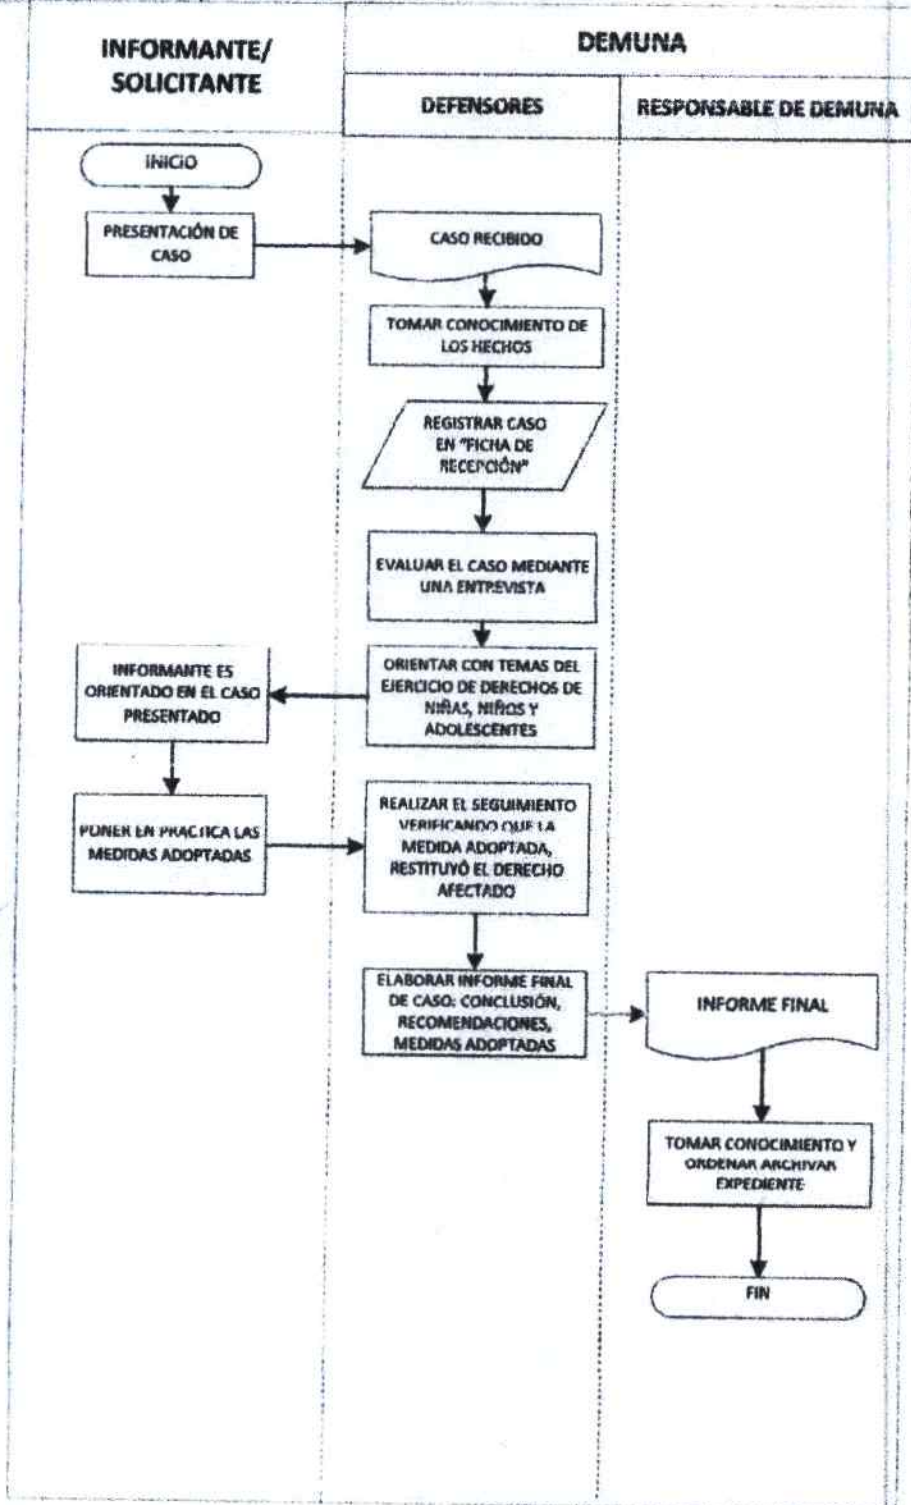 INFORMANTE/
SOLICITANTE
DEMUNA
DEFENSORES
RESPONSABLE DE DEMUNA
INICIO
PRESENTACIÓN DE
CASO
CASO RECIBIDO
TOMAR CONOCIMIENTO DE
LOS HECHOS
REGISTRAR CASO
EN "FICHA DE
RECEPCIÓN"
EVALUAR EL CASO MEDIANTE
UNA ENTREVISTA
ORIENTAR CON TEMAS DEL
EJERCICIO DE DERECHOS DE
NIÑAS, NIÑOS Y
ADOLESCENTES
INFORMANTE ES
ORIENTADO EN EL CASO
PRESENTADO
PONER EN PRÁCTICA LAS
MEDIDAS ADOPTADAS
REALIZAR EL SEGUIMIENTO
VERIFICANDO QUE LA
MEDIDA ADOPTADA,
RESTITUYÓ EL DERECHO
AFECTADO
ELABORAR INFORME FINAL
DE CASO: CONCLUSIÓN,
RECOMENDACIONES,
MEDIDAS ADOPTADAS
INFORME FINAL
TOMAR CONOCIMIENTO Y
ORDENAR ARCHIVAR
EXPEDIENTE
FIN